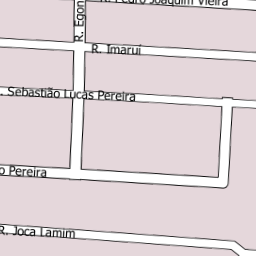 R. Pedro Joaquim Vieira
R. Egon
R. Imaruí
. Sebastião Lucas Pereira
o Pereira
R. Joca Lamim